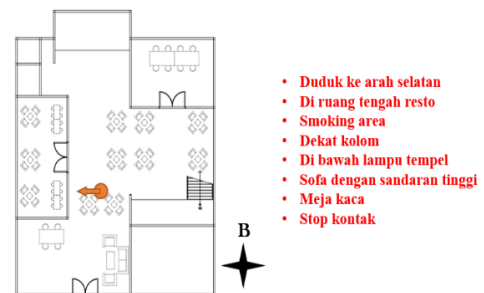 • Duduk ke arah selatan
• Di ruang tengah resto
• Smoking area
• Dekat kolom
• Di bawah lampu tempel
• Sofa dengan sandaran tinggi
• Meja kaca
• Stop kontak
B